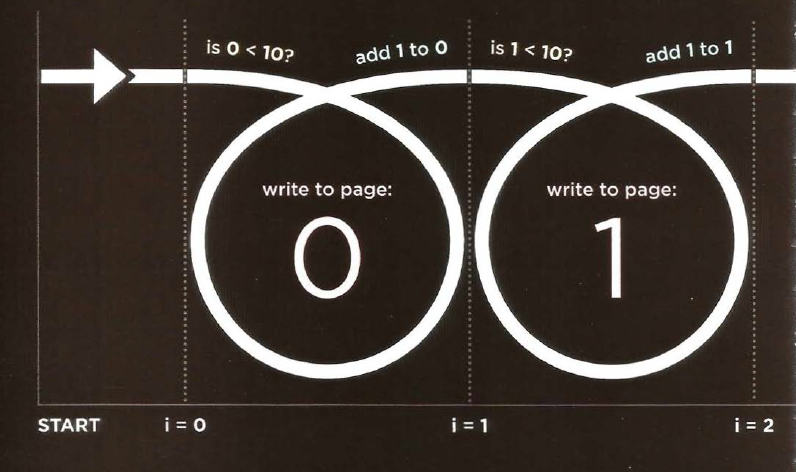 is 0 < 10?
add 1 to 0
is 1 < 10?
add 1 to 1
write to page:
0
write to page:
1
START
i = 0
i = 1
i = 2